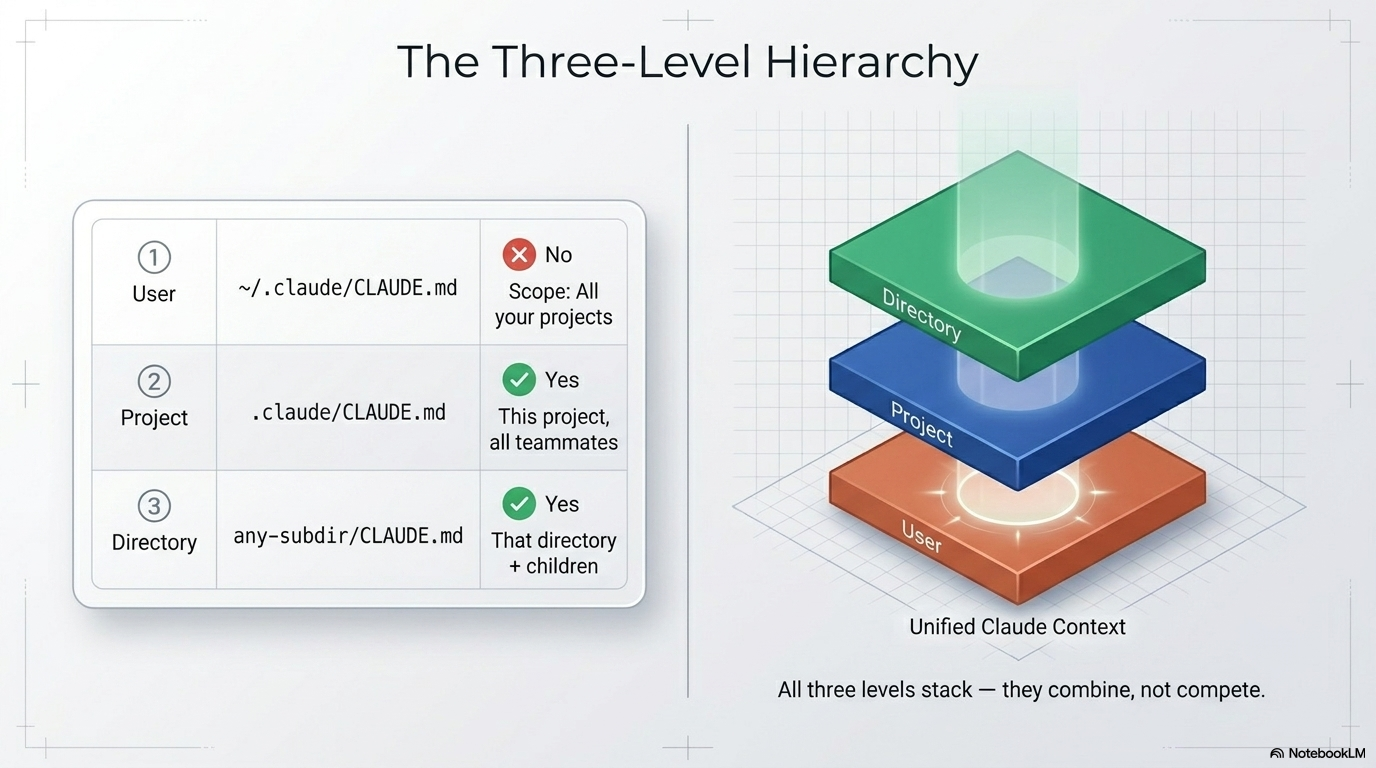 The Three-Level Hierarchy
1
User
~/.claude/CLAUDE.md
No
Scope: All
your projects
2
Project
.claude/CLAUDE.md
Yes
This project,
all teammates
3
Directory
any-subdir/CLAUDE.md
Yes
That directory
+ children
Directory
Project
User
Unified Claude Context
All three levels stack — they combine, not compete.
NotebookLM